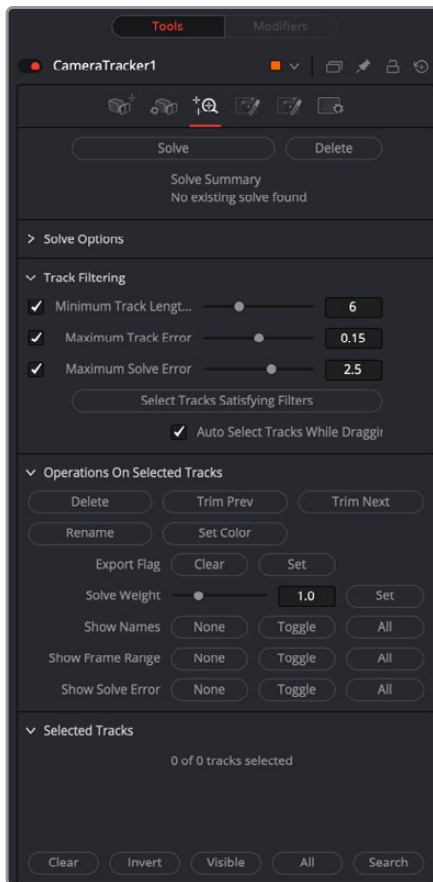 Tools Modifiers
CameraTracker1
Solve Delete
Solve Summary
No existing solve found
Solve Options
Track Filtering
Minimum Track Lengt... 6
Maximum Track Error 0.15
Maximum Solve Error 2.5
Select Tracks Satisfying Filters
Auto Select Tracks While Draggin
Operations On Selected Tracks
Delete Trim Prev Trim Next
Rename Set Color
Export Flag Clear Set
Solve Weight 1.0 Set
Show Names None Toggle All
Show Frame Range None Toggle All
Show Solve Error None Toggle All
Selected Tracks
0 of 0 tracks selected
Clear Invert Visible All Search